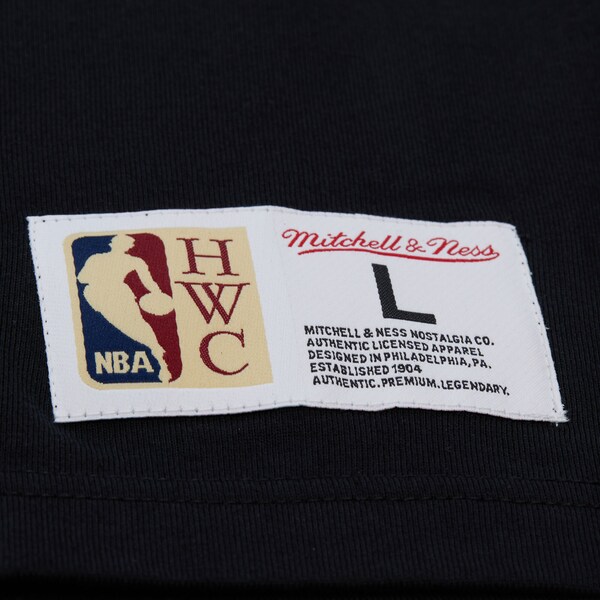 NBA
H
W
C
Mitchell & Ness
L
MITCHELL & NESS NOSTALGIA CO.
AUTHENTIC LICENSED APPAREL
DESIGNED IN PHILADELPHIA, PA.
ESTABLISHED 1904
AUTHENTIC.PREMIUM.LEGENDARY.